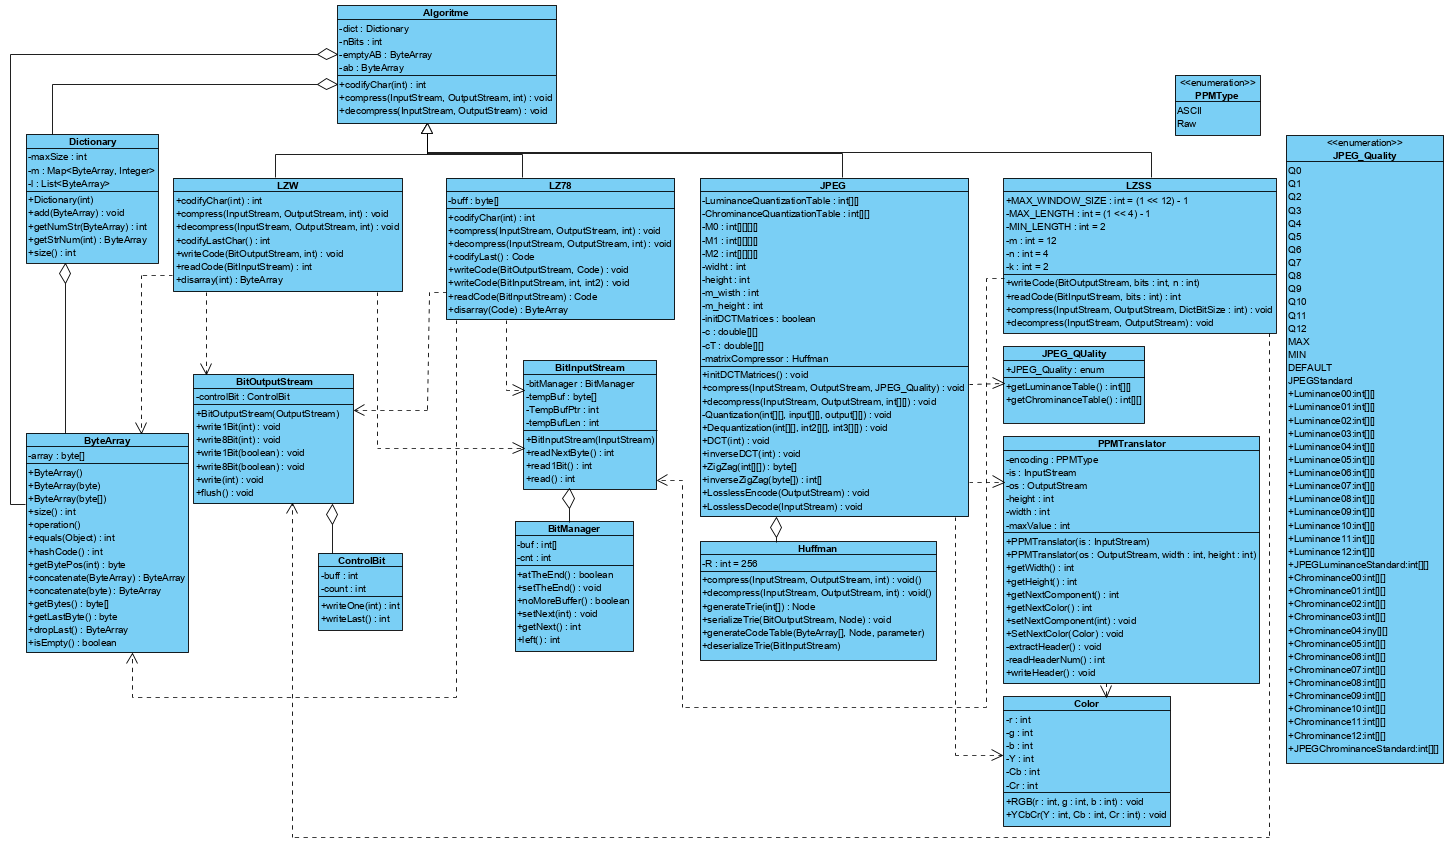 Algoritme
-dict : Dictionary
-nBits : int
-emptyAB : ByteArray
-ab : ByteArray
+codifyChar(int) : int
+compress(InputStream, OutputStream, int) : void
+decompress(InputStream, OutputStream) : void
<<enumeration>>
PPMType
ASCII
Raw
Dictionary
-maxSize : int
-m : Map<ByteArray, Integer>
-l : List<ByteArray>
+Dictionary(int)
+add(ByteArray) : void
+getNumStr(ByteArray) : int
+getStrNum(int) : ByteArray
+size() : int
LZW
+codifyChar(int) : int
+compress(InputStream, OutputStream, int) : void
+decompress(InputStream, OutputStream, int) : void
+codifyLastChar() : int
+writeCode(BitOutputStream, int) : void
+readCode(BitInputStream) : int
+disarray(int) : ByteArray
LZ78
-buff : byte[]
+codifyChar(int) : int
+compress(InputStream, OutputStream, int) : void
+decompress(InputStream, OutputStream, int) : void
+codifyLast() : Code
+writeCode(BitOutputStream, Code) : void
+writeCode(BitInputStream, int, int2) : void
+readCode(BitInputStream) : Code
+disarray(Code) : ByteArray
JPEG
-LuminanceQuantizationTable : int[][]
-ChrominanceQuantizationTable : int[][]
-M0 : int[][][][]
-M1 : int[][][][]
-M2 : int[][][][]
-widht : int
-height : int
-m_wisth : int
-m_height : int
-initDCTMatrices : boolean
-c : double[][]
-cT : double[][]
-matrixCompressor : Huffman
+initDCTMatrices() : void
+compress(InputStream, OutputStream, JPEG_Quality) : void
+decompress(InputStream, OutputStream, int[][]) : void
-Quantization(int[][], input[][], output[][]) : void
-Dequantization(int[][], int2[][], int3[][]) : void
+DCT(int) : void
+inverseDCT(int) : void
+ZigZag(int[][]) : byte[]
+inverseZigZag(byte[]) : int[]
+LosslessEncode(OutputStream) : void
+LosslessDecode(InputStream) : void
LZSS
+MAX_WINDOW_SIZE : int = (1 << 12) - 1
-MAX_LENGTH : int = (1 << 4) - 1
-MIN_LENGTH : int = 2
-m : int = 12
-n : int = 4
-k : int = 2
+writeCode(BitOutputStream, bits : int, n : int)
+readCode(BitInputStream, bits : int) : int
+compress(InputStream, OutputStream, DictBitSize : int) : void
+decompress(InputStream, OutputStream) : void
<<enumeration>>
JPEG_Quality
Q0
Q1
Q2
Q3
Q4
Q5
Q6
Q7
Q8
Q9
Q10
Q11
Q12
MAX
MIN
DEFAULT
JPEGStandard
+Luminance00:int[][]
+Luminance01:int[][]
+Luminance02:int[][]
+Luminance03:int[][]
+Luminance04:int[][]
+Luminance05:int[][]
+Luminance06:int[][]
+Luminance07:int[][]
+Luminance08:int[][]
+Luminance09:int[][]
+Luminance10:int[][]
+Luminance11:int[][]
+Luminance12:int[][]
+JPEGLuminanceStandard:int[][]
+Chrominance00:int[][]
+Chrominance01:int[][]
+Chrominance02:int[][]
+Chrominance03:int[][]
+Chrominance04:iny[][]
+Chrominance05:int[][]
+Chrominance06:int[][]
+Chrominance07:int[][]
+Chrominance08:int[][]
+Chrominance09:int[][]
+Chrominance10:int[][]
+Chrominance11:int[][]
+Chrominance12:int[][]
+JPEGChrominanceStandard:int[][]
JPEG_QUality
+JPEG_Quality : enum
+getLuminanceTable() : int[][]
+getChrominanceTable() : int[][]
BitOutputStream
-controlBit : ControlBit
+BitOutputStream(OutputStream)
+write1Bit(int) : void
+write8Bit(int) : void
+write1Bit(boolean) : void
+write8Bit(boolean) : void
+write(int) : void
+flush() : void
BitInputStream
-bitManager : BitManager
-tempBuf : byte[]
-TempBufPtr : int
-tempBufLen : int
+BitInputStream(InputStream)
+readNextByte() : int
+read1Bit() : int
+read() : int
ByteArray
-array : byte[]
+ByteArray()
+ByteArray(byte)
+ByteArray(byte[])
+size() : int
+operation()
+equals(Object) : int
+hashCode() : int
+getBytePos(int) : byte
+concatenate(ByteArray) : ByteArray
+concatenate(byte) : ByteArray
+getBytes() : byte[]
+getLastByte() : byte
+dropLast() : ByteArray
+isEmpty() : boolean
ControlBit
-buff : int
-count : int
+writeOne(int) : int
+writeLast() : int
BitManager
-buf : int[]
-cnt : int
+atTheEnd() : boolean
+setTheEnd() : void
+noMoreBuffer() : boolean
+setNext(int) : void
+getNext() : int
+left() : int
Huffman
-R : int = 256
+compress(InputStream, OutputStream, int) : void()
+decompress(InputStream, OutputStream, int) : void()
+generateTrie(int[]) : Node
+serializeTrie(BitOutputStream, Node) : void
+generateCodeTable(ByteArray[], Node, parameter)
+deserializeTrie(BitInputStream)
PPMTranslator
-encoding : PPMType
-is : InputStream
-os : OutputStream
-height : int
-width : int
-maxValue : int
+PPMTranslator(is : InputStream)
+PPMTranslator(os : OutputStream, width : int, height : int)
+getWidth() : int
+getHeight() : int
+getNextComponent() : int
+getNextColor() : int
+setNextComponent(int) : void
+SetNextColor(Color) : void
-extractHeader() : void
-readHeaderNum() : int
+writeHeader() : void
Color
-r : int
-g : int
-b : int
-Y : int
-Cb : int
-Cr : int
+RGB(r : int, g : int, b : int) : void
+YCbCr(Y : int, Cb : int, Cr : int) : void